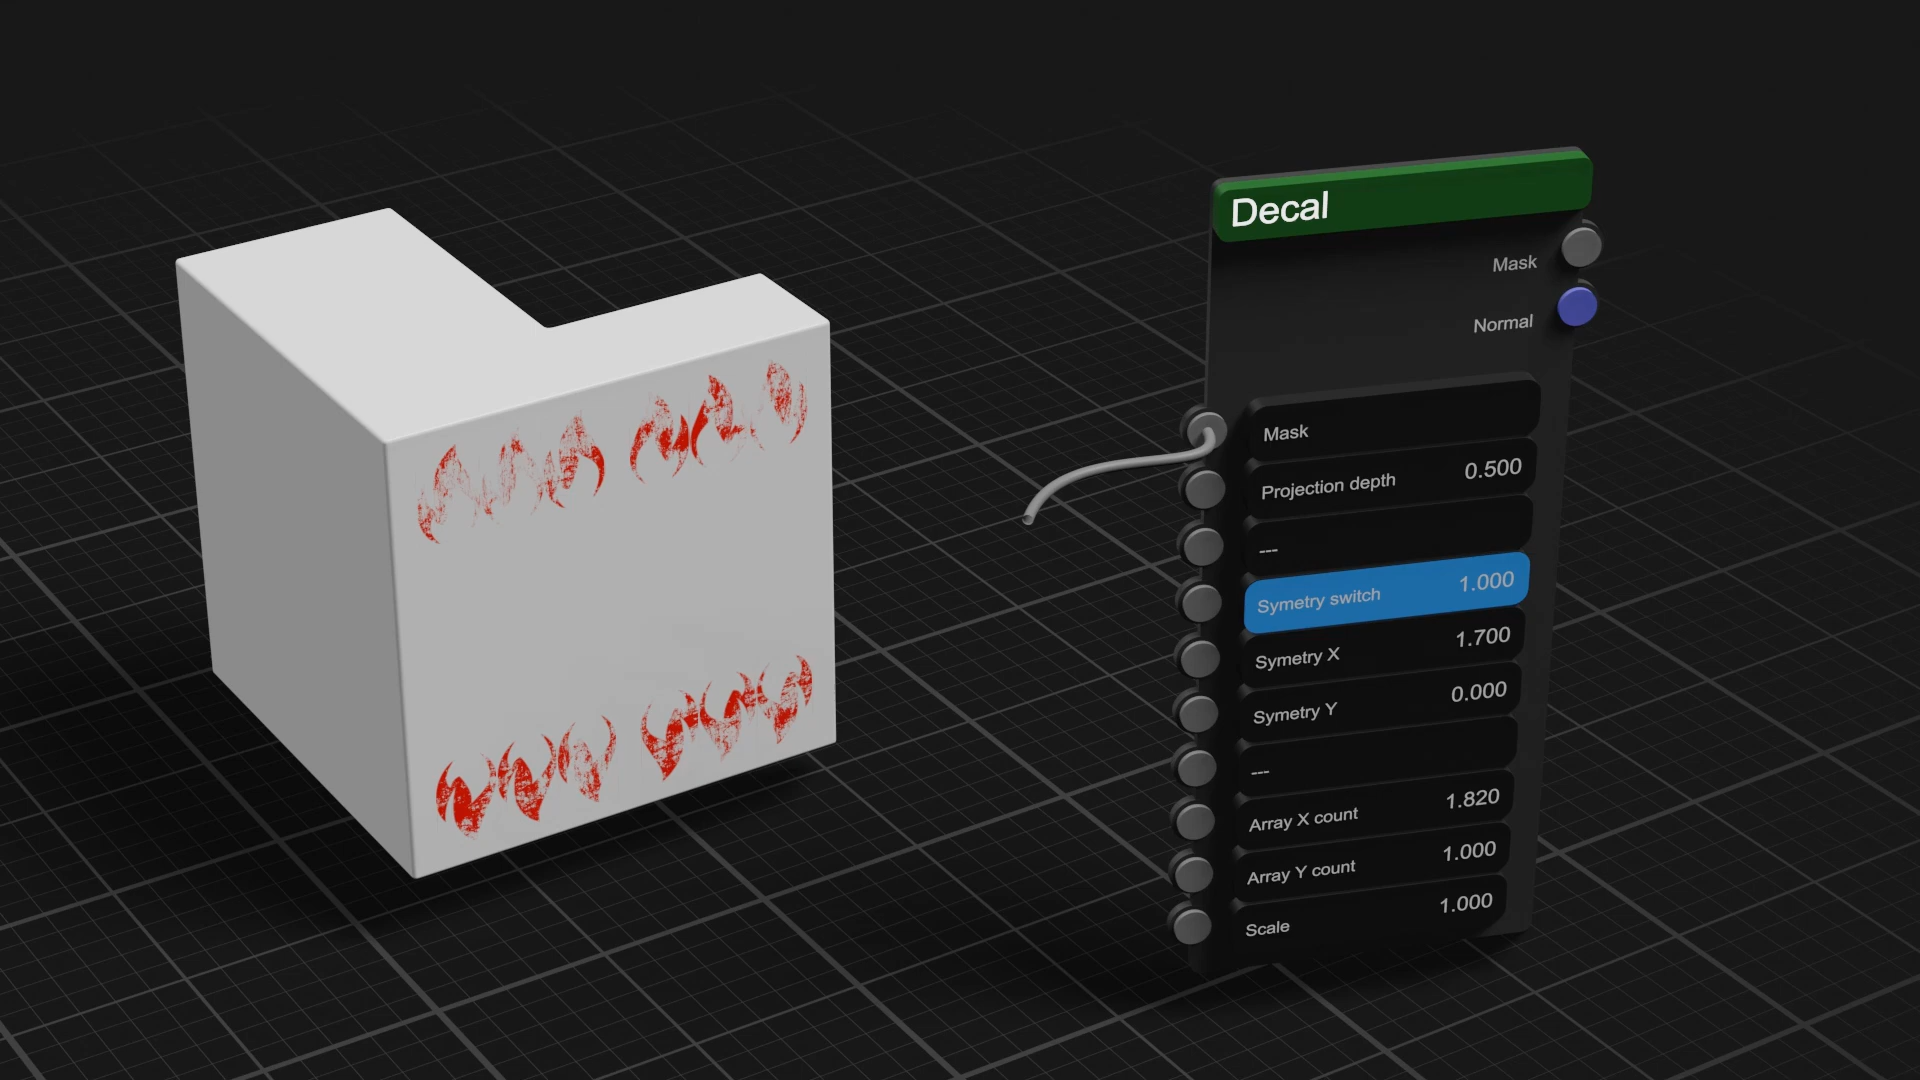 Decal
Mask
Normal
Mask
Projection depth 0.500
---
Symetry switch 1.000
Symetry X 1.700
Symetry Y 0.000
---
Array X count 1.820
Array Y count 1.000
Scale 1.000